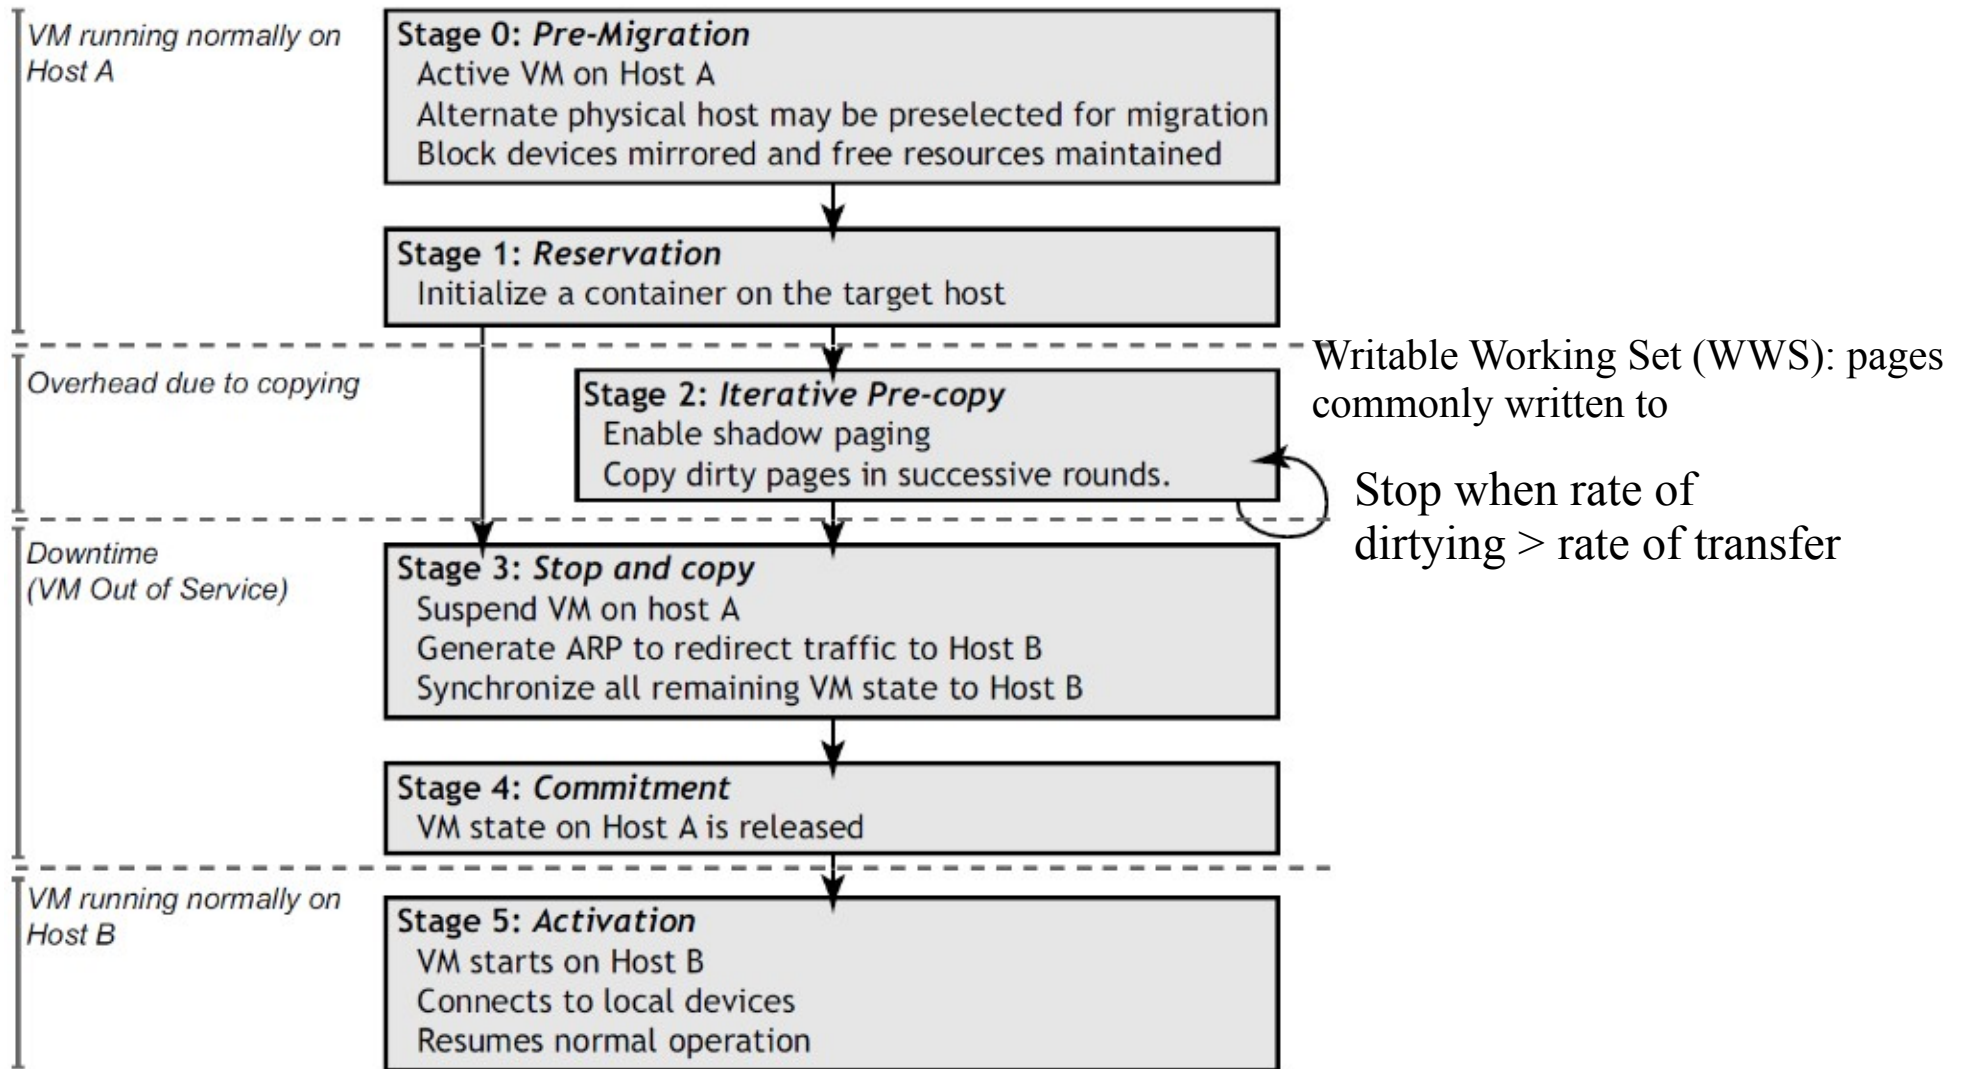 VM running normally on
Host A
Stage 0: Pre-Migration
Active VM on Host A
Alternate physical host may be preselected for migration
Block devices mirrored and free resources maintained
Stage 1: Reservation
Initialize a container on the target host
Overhead due to copying
Stage 2: Iterative Pre-copy
Enable shadow paging
Copy dirty pages in successive rounds.
Writable Working Set (WWS): pages
commonly written to
Stop when rate of
dirtying > rate of transfer
Downtime
(VM Out of Service)
Stage 3: Stop and copy
Suspend VM on host A
Generate ARP to redirect traffic to Host B
Synchronize all remaining VM state to Host B
Stage 4: Commitment
VM state on Host A is released
VM running normally on
Host B
Stage 5: Activation
VM starts on Host B
Connects to local devices
Resumes normal operation